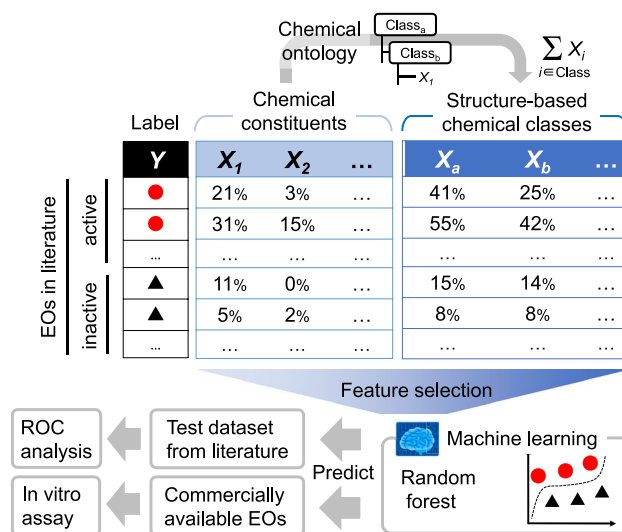 Chemical
ontology
Class_a
Class_b
X_1
∑ X_i
i∈Class
Label
Chemical
constituents
Structure-based
chemical classes
Y X_1 X_2 … X_a X_b …
21% 3% … 41% 25% …
31% 15% … 55% 42% …
... … … … … … …
11% 0% … 15% 14% …
5% 2% … 8% 8% …
... … … … … … …
EOs in literature
active
inactive
Feature selection
ROC
analysis
Test dataset
from literature
Machine learning
Predict
Random
forest
In vitro
assay
Commercially
available EOs